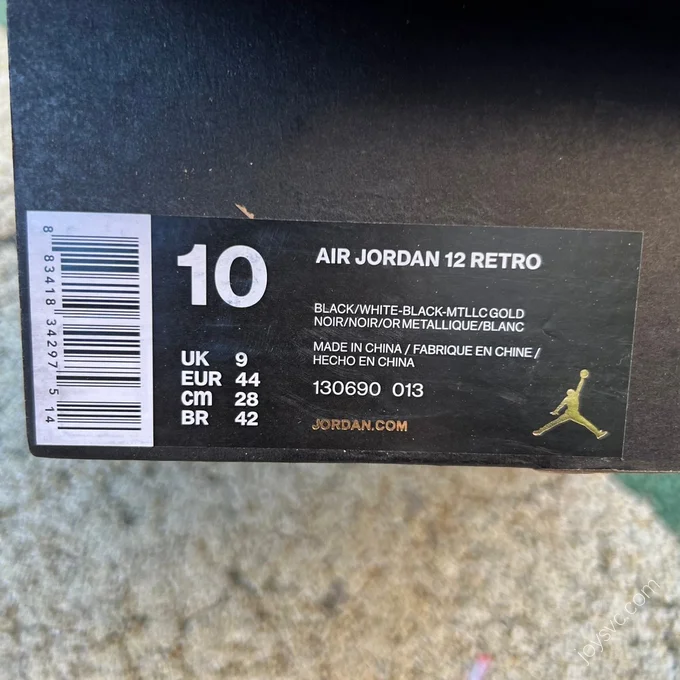 8 83418 34297 5 14
10
UK 9
EUR 44
cm 28
BR 42
AIR JORDAN 12 RETRO
BLACK/WHITE-BLACK-MTLLC GOLD
NOIR/NOIR/OR METALLIQUE/BLANC
MADE IN CHINA / FABRIQUE EN CHINE /
HECHO EN CHINA
130690 013
JORDAN.COM
joysvc.com